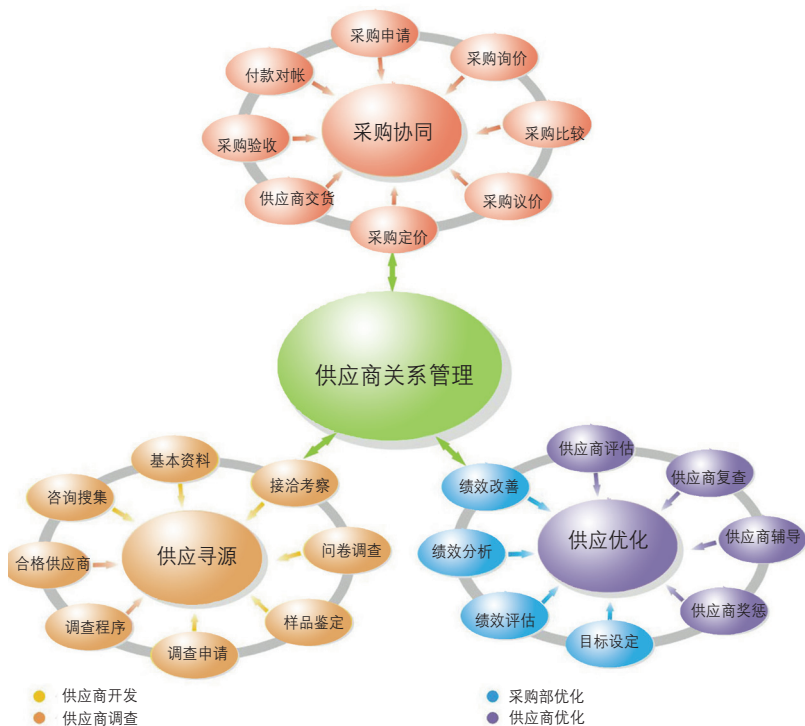 采购申请
采购询价
采购比较
采购议价
采购定价
供应商交货
采购验收
付款对帐
采购协同
供应商关系管理
基本资料
接洽考察
问卷调查
样品鉴定
调查申请
调查程序
合格供应商
咨询搜集
供应寻源
供应商评估
供应商复查
供应商辅导
供应商奖惩
目标设定
绩效评估
绩效分析
绩效改善
供应优化
供应商开发
供应商调查
采购部优化
供应商优化